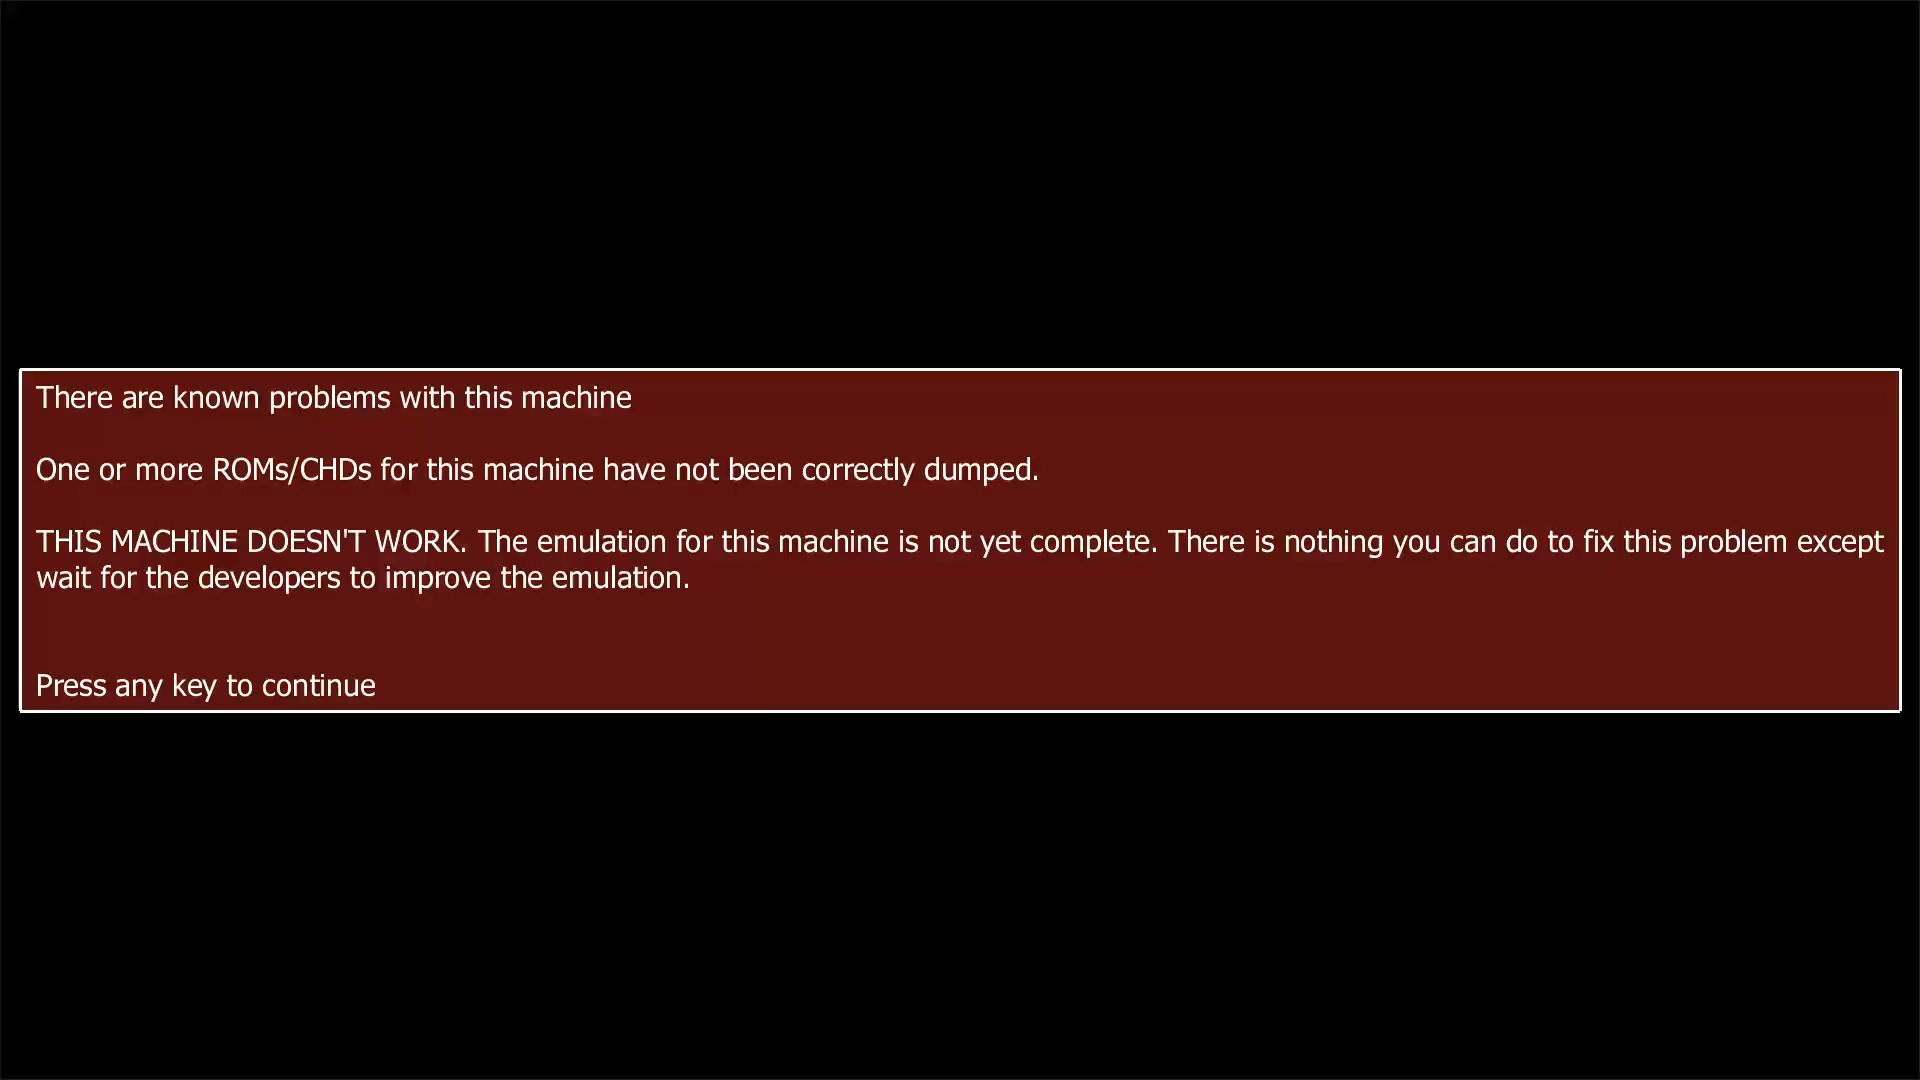 There are known problems with this machine
One or more ROMs/CHDs for this machine have not been correctly dumped.
THIS MACHINE DOESN'T WORK. The emulation for this machine is not yet complete. There is nothing you can do to fix this problem except
wait for the developers to improve the emulation.
Press any key to continue